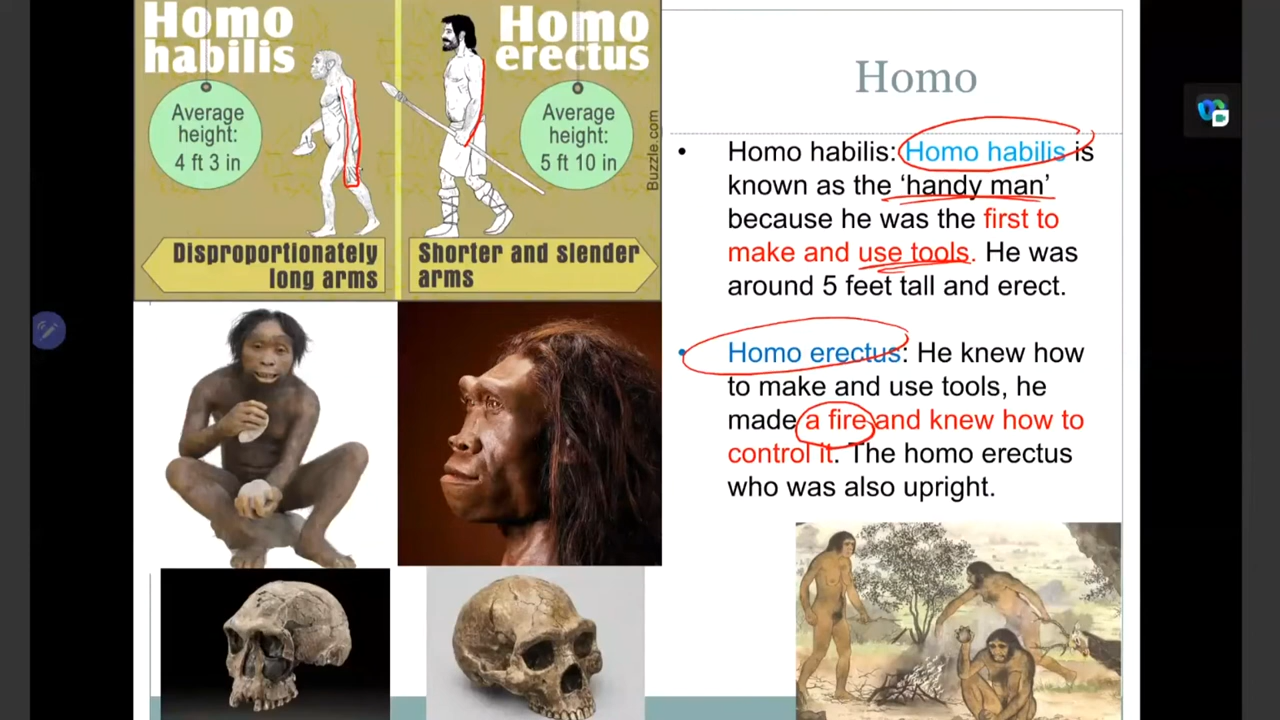 Homo
habilis
Average
height:
4 ft 3 in
Disproportionately
long arms
Homo
erectus
Average
height:
5 ft 10 in
Shorter and slender
arms
Buzzle.com
Homo
• Homo habilis: Homo habilis is
known as the ‘handy man’
because he was the first to
make and use tools. He was
around 5 feet tall and erect.
• Homo erectus: He knew how
to make and use tools, he
made a fire and knew how to
control it. The homo erectus
who was also upright.